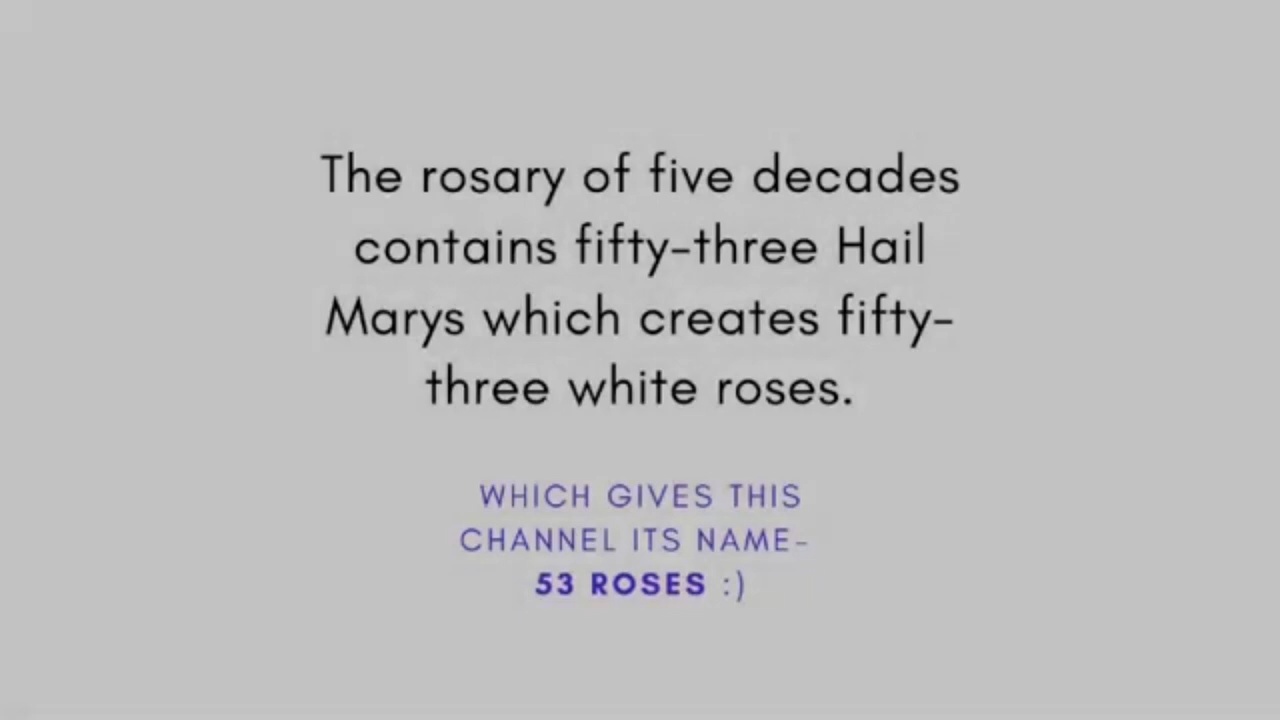 The rosary of five decades
contains fifty-three Hail
Marys which creates fifty-
three white roses.
WHICH GIVES THIS
CHANNEL ITS NAME-
53 ROSES :)